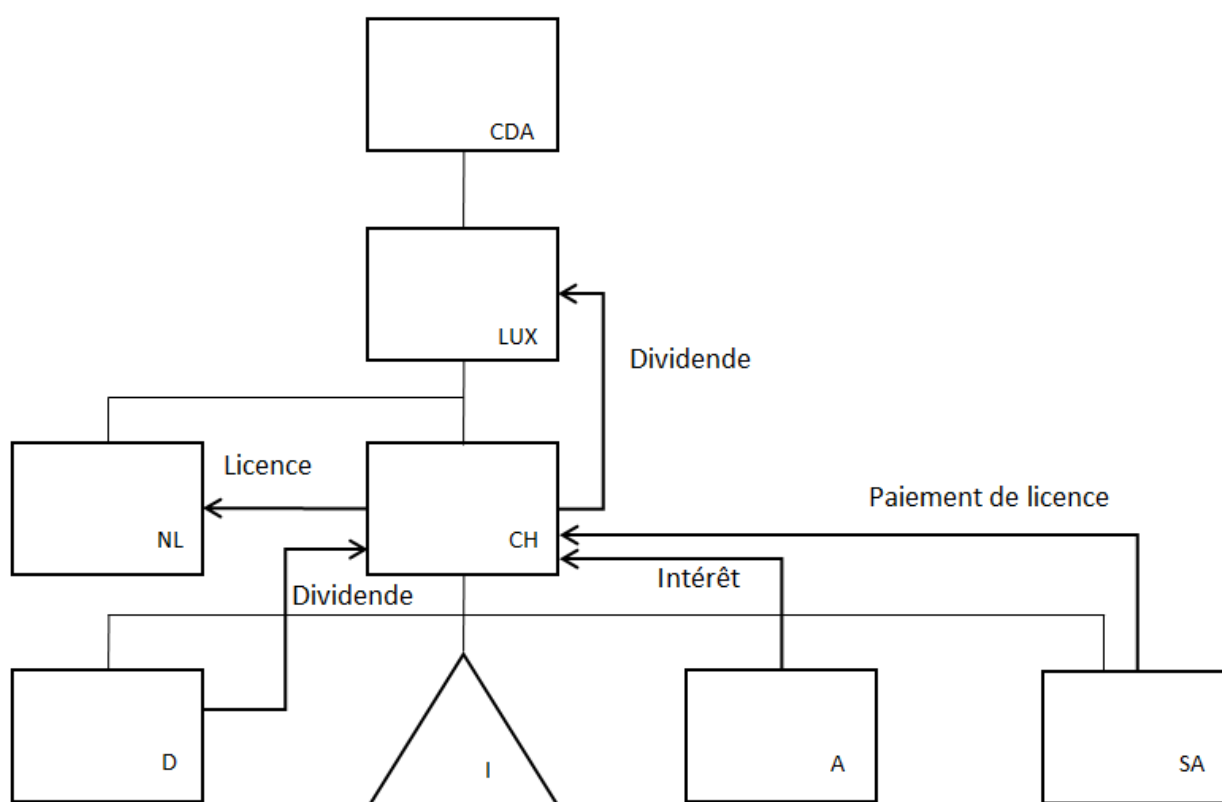 CDA
LUX
Dividende
Licence
Paiement de licence
NL
CH
Intérêt
Dividende
D
I
A
SA